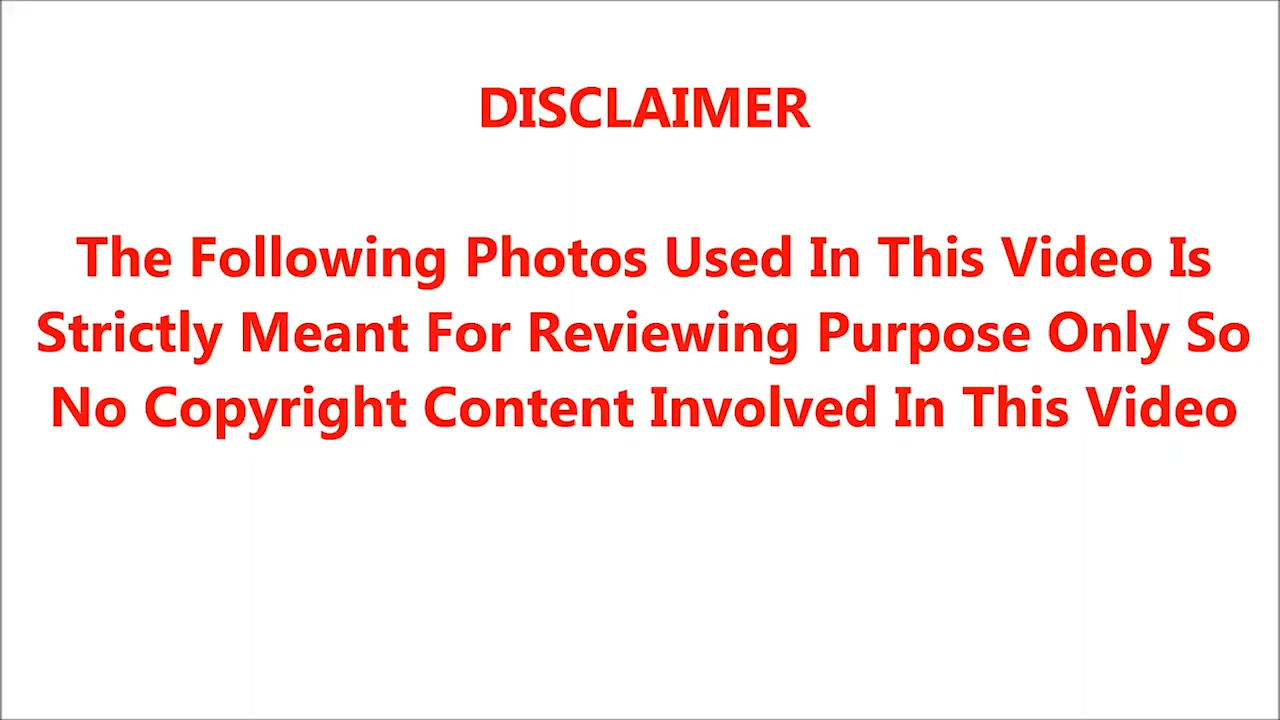 DISCLAIMER
The Following Photos Used In This Video Is
Strictly Meant For Reviewing Purpose Only So
No Copyright Content Involved In This Video